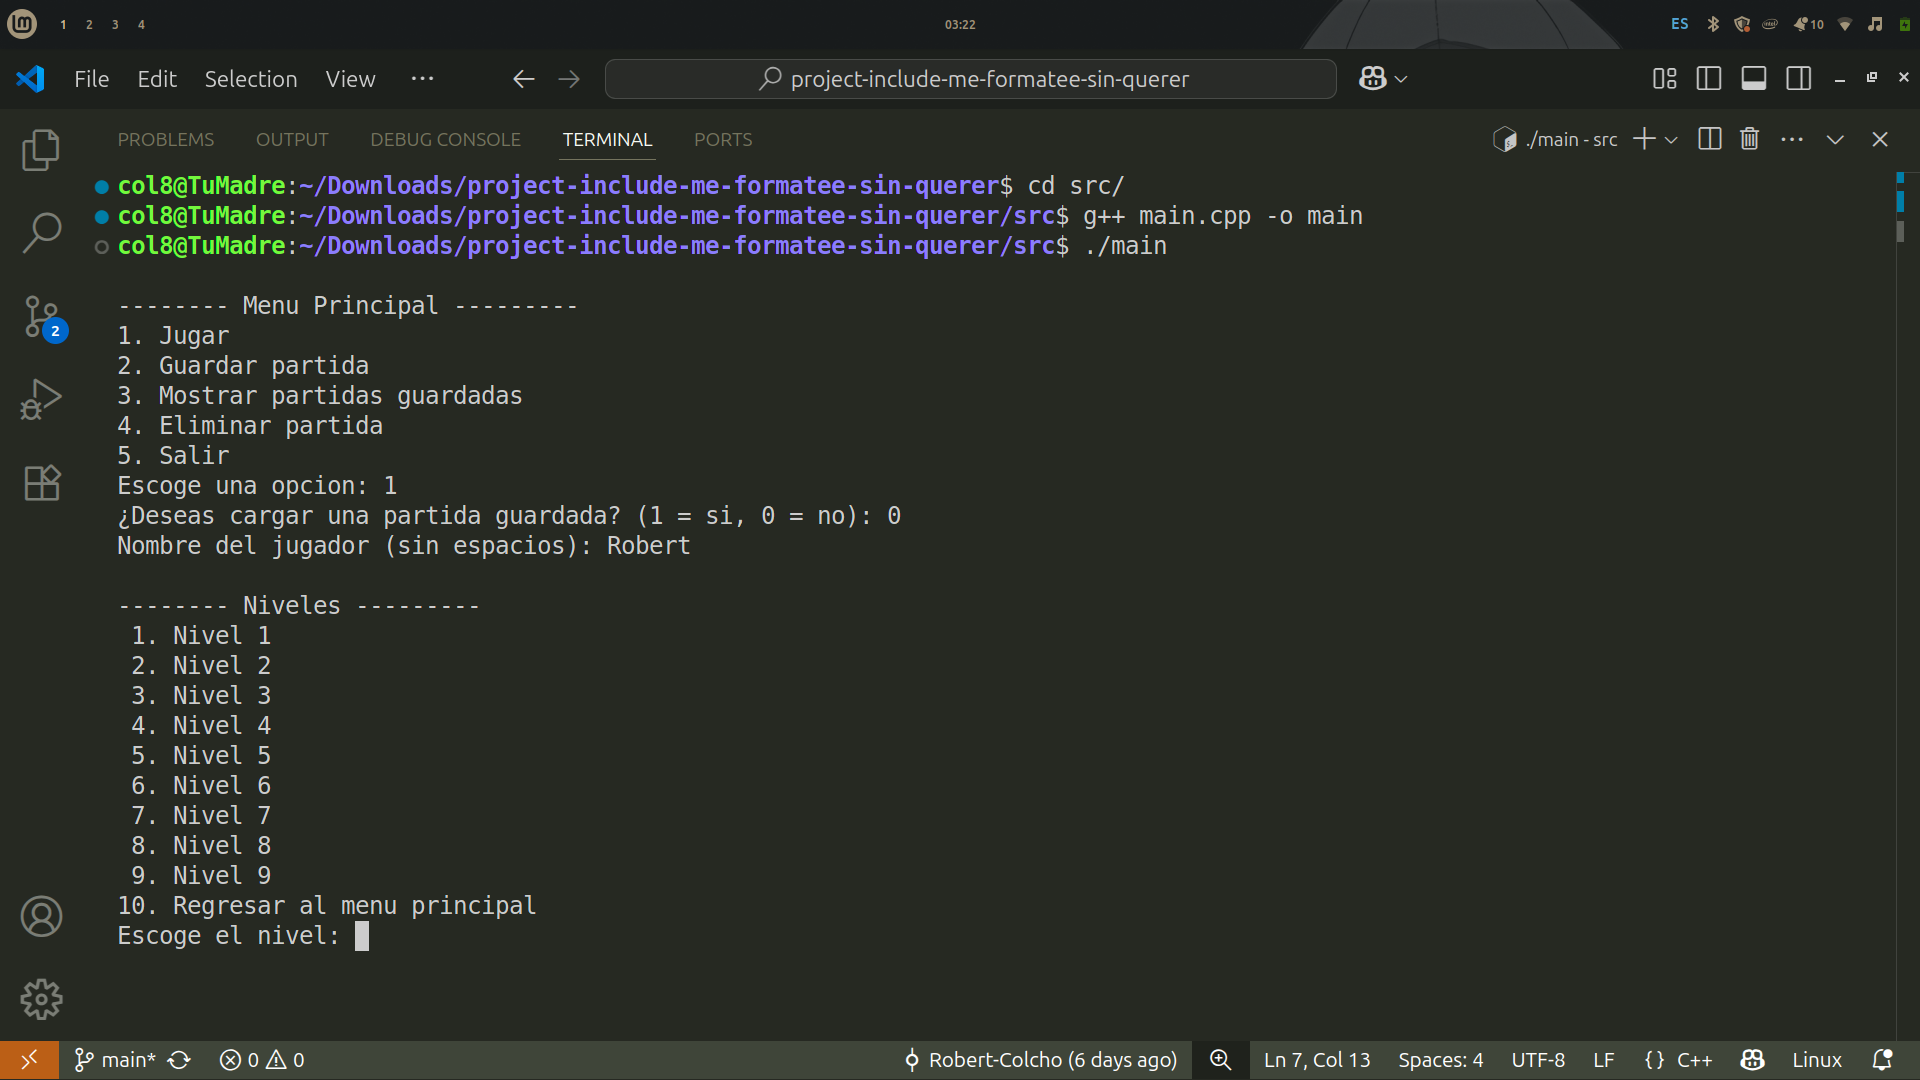 1 2 3 4 03:22 ES 10
File Edit Selection View ··· project-include-me-formatee-sin-querer
PROBLEMS OUTPUT DEBUG CONSOLE TERMINAL PORTS ./main - src
col8@TuMadre:~/Downloads/project-include-me-formatee-sin-querer$ cd src/
col8@TuMadre:~/Downloads/project-include-me-formatee-sin-querer/src$ g++ main.cpp -o main
col8@TuMadre:~/Downloads/project-include-me-formatee-sin-querer/src$ ./main
-------- Menu Principal ---------
1. Jugar
2. Guardar partida
3. Mostrar partidas guardadas
4. Eliminar partida
5. Salir
Escoge una opcion: 1
¿Deseas cargar una partida guardada? (1 = si, 0 = no): 0
Nombre del jugador (sin espacios): Robert
-------- Niveles ---------
1. Nivel 1
2. Nivel 2
3. Nivel 3
4. Nivel 4
5. Nivel 5
6. Nivel 6
7. Nivel 7
8. Nivel 8
9. Nivel 9
10. Regresar al menu principal
Escoge el nivel:
2
main* 0 0 Robert-Colcho (6 days ago) Ln 7, Col 13 Spaces: 4 UTF-8 LF {} C++ Linux